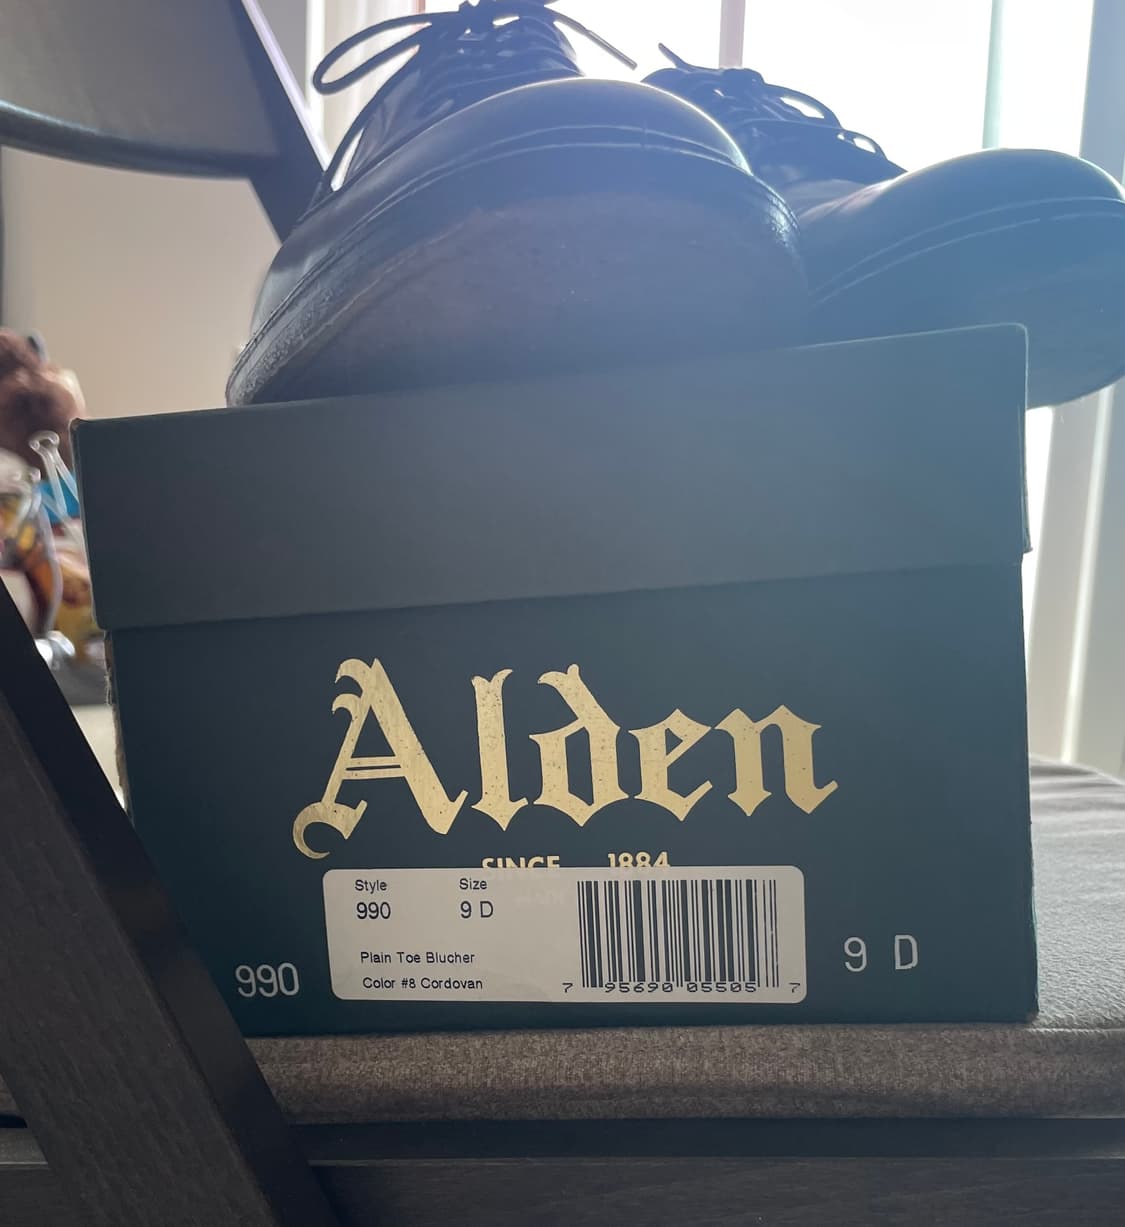 Alden
SINCE 1884
Style Size
990 9 D
Plain Toe Blucher
Color #8 Cordovan
7 95690 05505 7
990
9 D